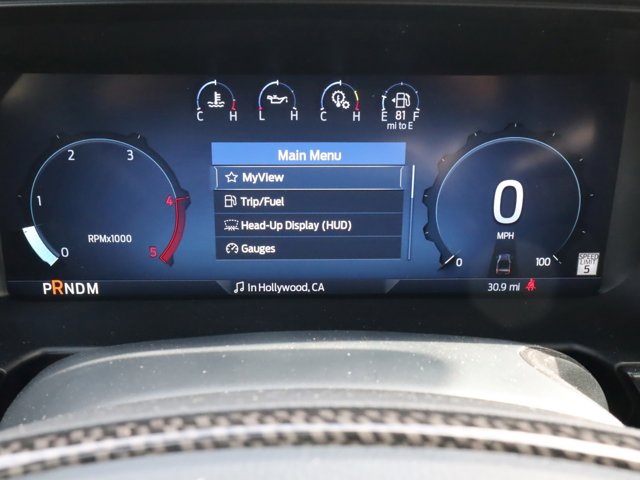 C H
L H
C H
E 81 F
mi to E
Main Menu
MyView
Trip/Fuel
Head-Up Display (HUD)
Gauges
0 1 2 3 4 5
RPMx1000
0
MPH
0 100
SPEED
LIMIT
5
PRNDM
In Hollywood, CA
30.9 mi